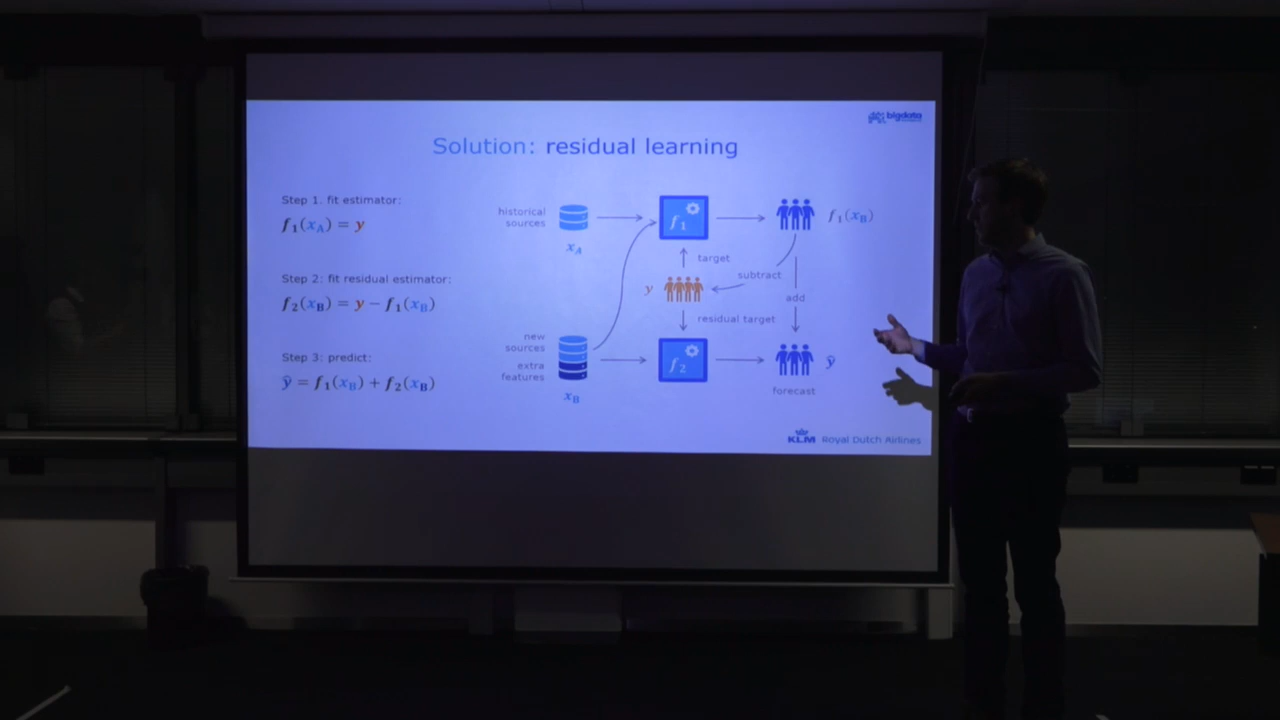 bigdata
Solution: residual learning
Step 1. fit estimator:
f₁(x_A) = y
Step 2: fit residual estimator:
f₂(x_B) = y − f₁(x_B)
Step 3: predict:
ŷ = f₁(x_B) + f₂(x_B)
historical
sources
x_A
f₁
f₁(x_B)
target
subtract
y
add
residual target
new
sources
extra
features
x_B
f₂
ŷ
forecast
KLM Royal Dutch Airlines